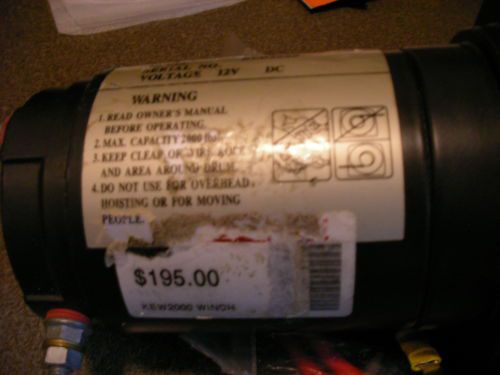 SERIAL NO.
VOLTAGE 12V DC
WARNING
1. READ OWNER'S MANUAL
BEFORE OPERATING.
2. MAX. CAPACITY 2000
3. KEEP CLEAR OF
AND AREA AROUND DRUM.
4. DO NOT USE FOR OVERHEAD
HOISTING OR FOR MOVING
PEOPLE.
$195.00
KEW2000 WINCH